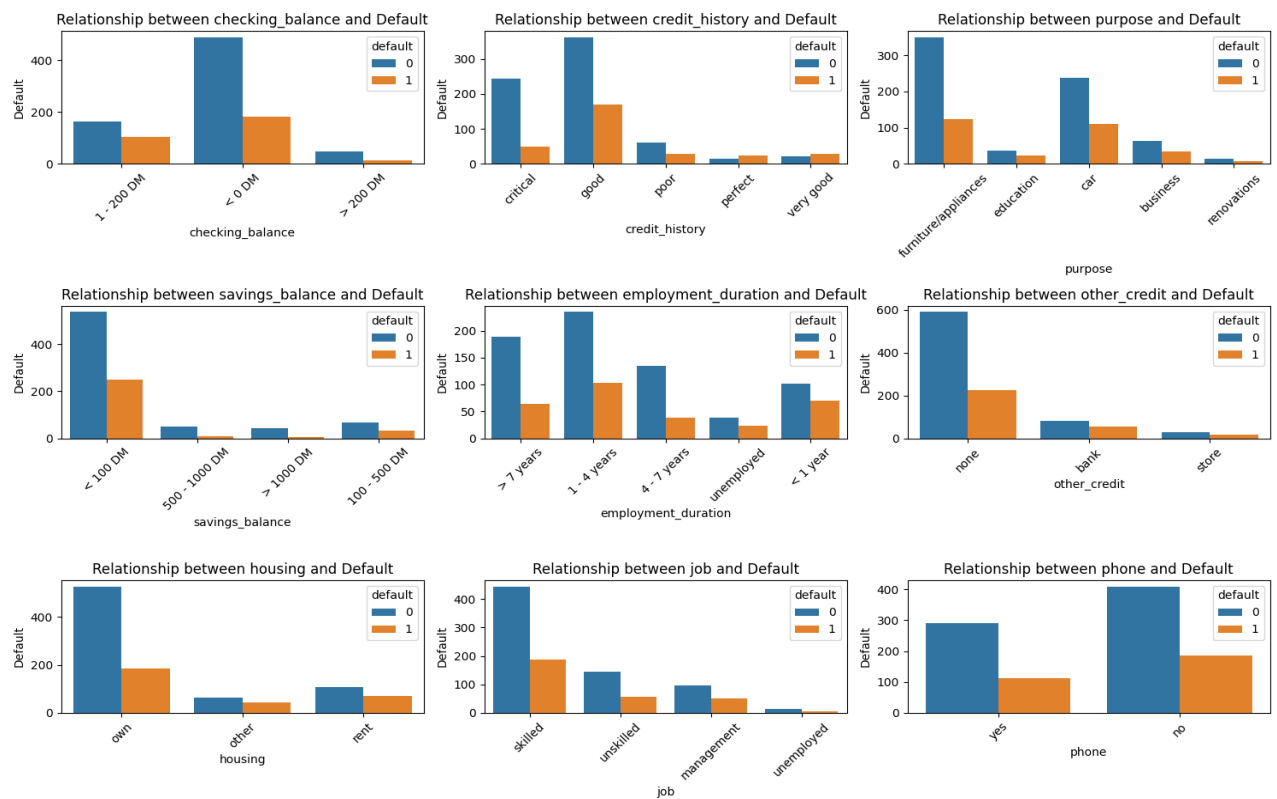 Relationship between checking_balance and Default
Default
400
200
0
default
0
1
1 - 200 DM
< 0 DM
> 200 DM
checking_balance
Relationship between credit_history and Default
Default
300
200
100
0
default
0
1
critical
good
poor
perfect
very good
credit_history
Relationship between purpose and Default
Default
300
200
100
0
default
0
1
furniture/appliances
education
car
business
renovations
purpose
Relationship between savings_balance and Default
Default
400
200
0
default
0
1
< 100 DM
500 - 1000 DM
> 1000 DM
100 - 500 DM
savings_balance
Relationship between employment_duration and Default
Default
200
150
100
50
0
default
0
1
> 7 years
1 - 4 years
4 - 7 years
unemployed
< 1 year
employment_duration
Relationship between other_credit and Default
Default
600
400
200
0
default
0
1
none
bank
store
other_credit
Relationship between housing and Default
Default
400
200
0
default
0
1
own
other
rent
housing
Relationship between job and Default
Default
400
300
200
100
0
default
0
1
skilled
unskilled
management
unemployed
job
Relationship between phone and Default
Default
400
300
200
100
0
default
0
1
yes
no
phone